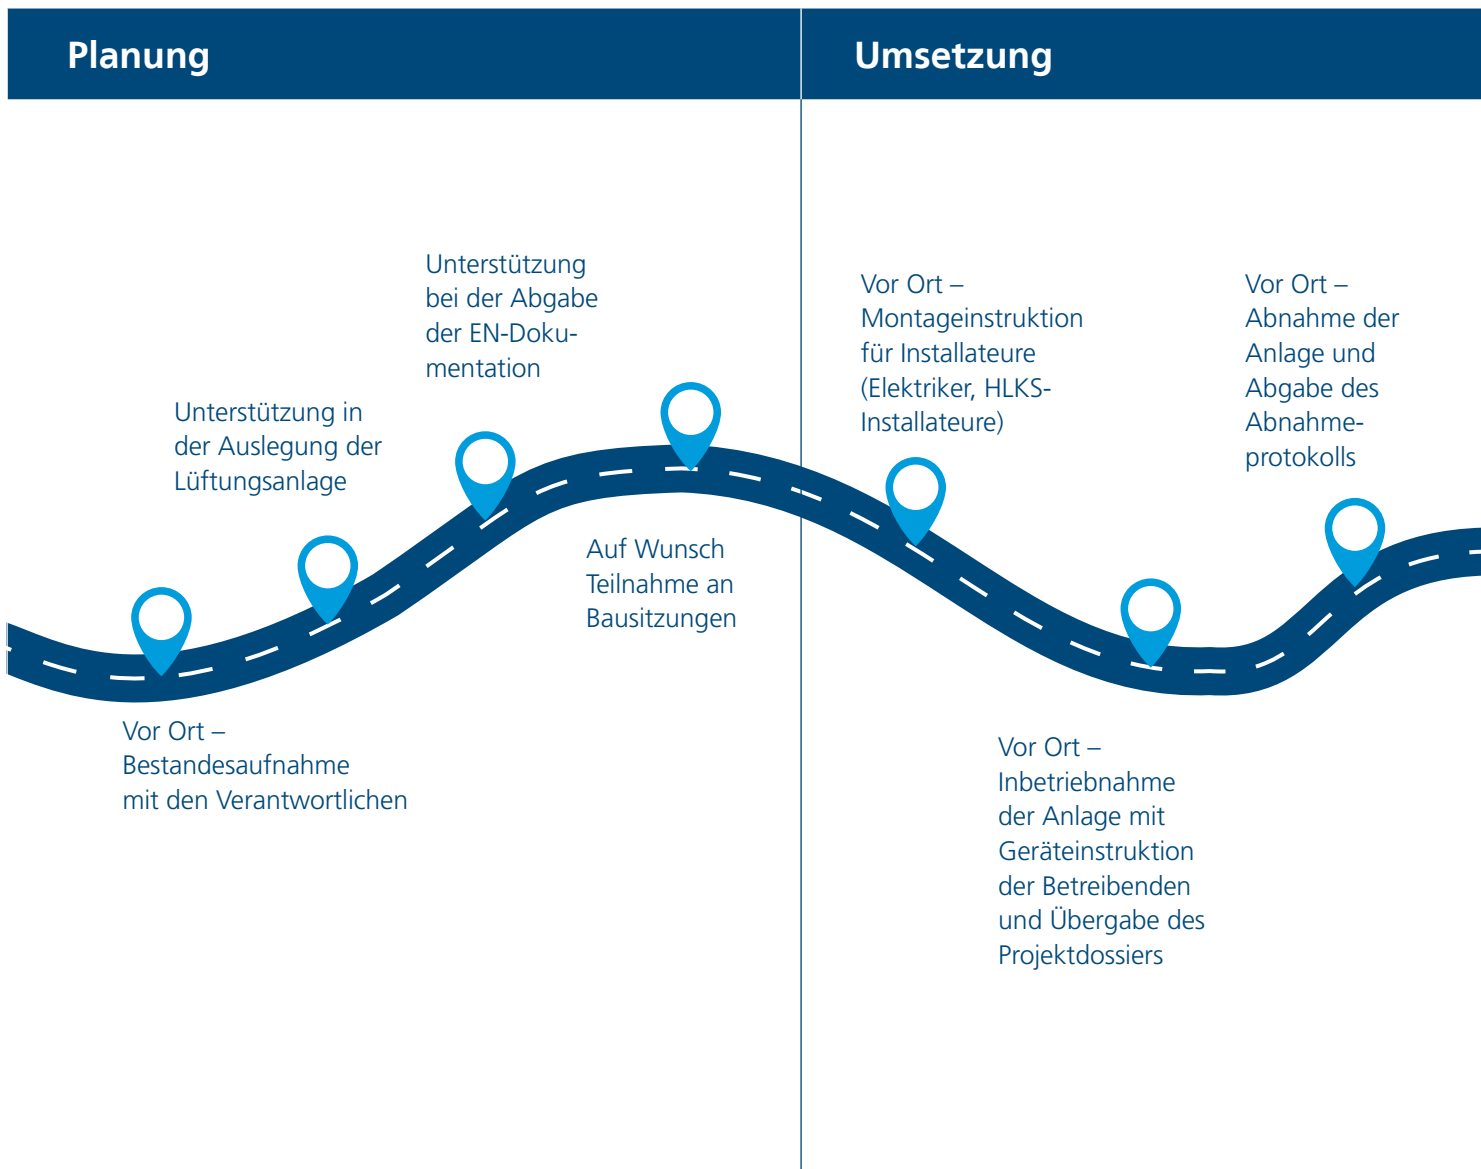 Planung
Umsetzung
Unterstützung
bei der Abgabe
der EN-Doku-
mentation
Unterstützung in
der Auslegung der
Lüftungsanlage
Auf Wunsch
Teilnahme an
Bausitzungen
Vor Ort –
Bestandesaufnahme
mit den Verantwortlichen
Vor Ort –
Montageinstruktion
für Installateure
(Elektriker, HLKS-
Installateure)
Vor Ort –
Abnahme der
Anlage und
Abgabe des
Abnahme-
protokolls
Vor Ort –
Inbetriebnahme
der Anlage mit
Geräteinstruktion
der Betreibenden
und Übergabe des
Projektdossiers